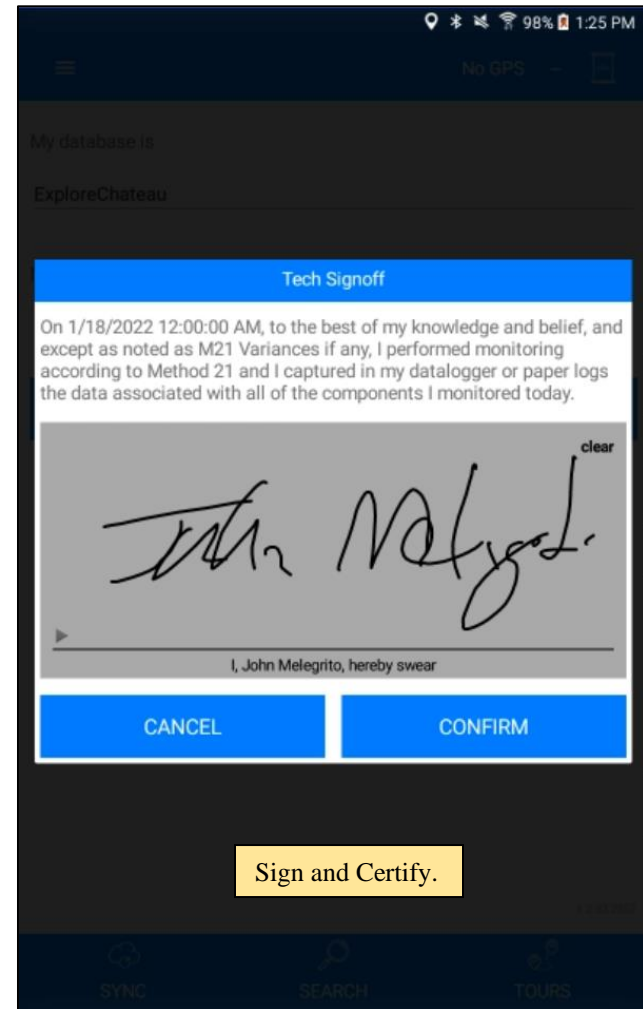 98% 1:25 PM
No GPS –
My database is
ExploreChateau
Tech Signoff
On 1/18/2022 12:00:00 AM, to the best of my knowledge and belief, and
except as noted as M21 Variances if any, I performed monitoring
according to Method 21 and I captured in my datalogger or paper logs
the data associated with all of the components I monitored today.
clear
John Melegrito
I, John Melegrito, hereby swear
CANCEL
CONFIRM
Sign and Certify.
SYNC
SEARCH
TOURS